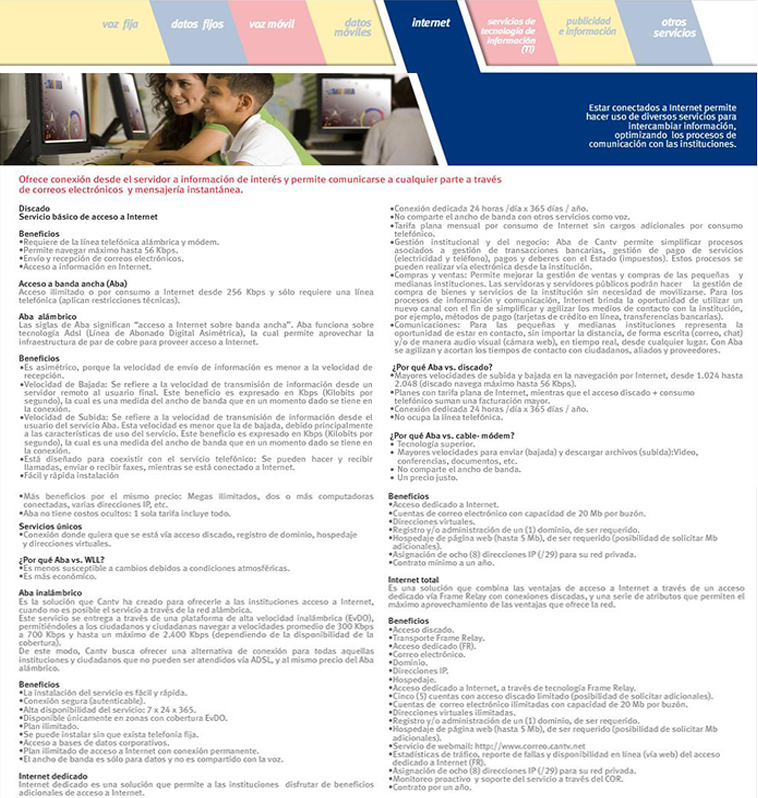 voz fija
datos fijos
voz móvil
datos
móviles
internet
servicios de
tecnología de
información
(TI)
publicidad
e información
otros
servicios
Estar conectados a Internet permite
hacer uso de diversos servicios para
intercambiar información,
optimizando los procesos de
comunicación con las instituciones.
Ofrece conexión desde el servidor a información de interés y permite comunicarse a cualquier parte a través
de correos electrónicos y mensajería instantánea.
Discado
Servicio básico de acceso a Internet
Beneficios
•Requiere de la línea telefónica alámbrica y módem.
•Permite navegar máximo hasta 56 Kbps.
•Envío y recepción de correos electrónicos.
•Acceso a información en Internet.
Acceso a banda ancha (Aba)
Acceso ilimitado o por consumo a Internet desde 256 Kbps y sólo requiere una línea
telefónica (aplican restricciones técnicas).
Aba alámbrico
Las siglas de Aba significan “acceso a Internet sobre banda ancha”. Aba funciona sobre
tecnología Adsl (Línea de Abonado Digital Asimétrica), la cual permite aprovechar la
infraestructura de par de cobre para proveer acceso a Internet.
Beneficios
•Es asimétrico, porque la velocidad de envío de información es menor a la velocidad de
recepción.
•Velocidad de Bajada: Se refiere a la velocidad de transmisión de información desde un
servidor remoto al usuario final. Este beneficio es expresado en Kbps (Kilobits por
segundo), la cual es una medida del ancho de banda que en un momento dado se tiene en
la conexión.
•Velocidad de Subida: Se refiere a la velocidad de transmisión de información desde el
usuario del servicio Aba. Esta velocidad es menor que la de bajada, debido principalmente
a las características de uso del servicio. Este beneficio es expresado en Kbps (Kilobits por
segundo), la cual es una medida del ancho de banda que en un momento dado se tiene en
la conexión.
•Está diseñado para coexistir con el servicio telefónico: Se pueden hacer y recibir
llamadas, enviar o recibir faxes, mientras se está conectado a Internet.
•Fácil y rápida instalación
•Más beneficios por el mismo precio: Megas ilimitados, dos o más computadoras
conectadas, varias direcciones IP, etc.
•Aba no tiene costos ocultos: 1 sola tarifa incluye todo.
Servicios únicos
•Conexión donde quiera que se está vía acceso discado, registro de dominio, hospedaje
y direcciones virtuales.
¿Por qué Aba vs. WLL?
•Es menos susceptible a cambios debidos a condiciones atmosféricas.
•Es más económico.
Aba inalámbrico
Es la solución que Cantv ha creado para ofrecerle a las instituciones acceso a Internet,
cuando no es posible el servicio a través de la red alámbrica.
Este servicio se entrega a través de una plataforma de alta velocidad inalámbrica (EvDO),
permitiéndoles a los ciudadanos y ciudadanas navegar a velocidades promedio de 300 Kbps
a 700 Kbps y hasta un máximo de 2.400 Kbps (dependiendo de la disponibilidad de la
cobertura).
De este modo, Cantv busca ofrecer una alternativa de conexión para todas aquellas
instituciones y ciudadanos que no pueden ser atendidos vía ADSL, y al mismo precio del Aba
alámbrico.
Beneficios
•La instalación del servicio es fácil y rápida.
•Conexión segura (autenticable).
•Alta disponibilidad del servicio: 7 x 24 x 365.
•Disponible únicamente en zonas con cobertura EvDO.
•Plan ilimitado.
•Se puede instalar sin que exista telefonia fija.
•Acceso a bases de datos corporativos.
•Plan ilimitado de acceso a Internet con conexión permanente.
•El ancho de banda es sólo para datos y no es compartido con la voz.
Internet dedicado
Internet dedicado es una solución que permite a las instituciones disfrutar de beneficios
adicionales de acceso a Internet.
•Conexión dedicada 24 horas /día x 365 días / año.
•No comparte el ancho de banda con otros servicios como voz.
•Tarifa plana mensual por consumo de Internet sin cargos adicionales por consumo
telefónico.
•Gestión institucional y del negocio: Aba de Cantv permite simplificar procesos
asociados a gestión de transacciones bancarias, gestión de pago de servicios
(electricidad y teléfono), pagos y deberes con el Estado (impuestos). Estos procesos se
pueden realizar vía electrónica desde la institución.
•Compras y ventas: Permite mejorar la gestión de ventas y compras de las pequeñas y
medianas instituciones. Las servidoras y servidores públicos podrán hacer la gestión de
compra de bienes y servicios de la institución sin necesidad de movilizarse. Para los
procesos de información y comunicación, Internet brinda la oportunidad de utilizar un
nuevo canal con el fin de simplificar y agilizar los medios de contacto con la institución,
por ejemplo, métodos de pago (tarjetas de crédito en línea, transferencias bancarias).
•Comunicaciones: Para las pequeñas y medianas instituciones representa la
oportunidad de estar en contacto, sin importar la distancia, de forma escrita (correo, chat)
y/o de manera audio visual (cámara web), en tiempo real, desde cualquier lugar. Con Aba
se agilizan y acortan los tiempos de contacto con ciudadanos, aliados y proveedores.
¿Por qué Aba vs. discado?
•Mayores velocidades de subida y bajada en la navegación por Internet, desde 1.024 hasta
2.048 (discado navega máximo hasta 56 Kbps).
•Planes con tarifa plana de Internet, mientras que el acceso discado + consumo
telefónico suman una facturación mayor.
•Conexión dedicada 24 horas /día x 365 días / año.
•No ocupa la línea telefónica.
¿Por qué Aba vs. cable- módem?
• Tecnología superior.
• Mayores velocidades para enviar (bajada) y descargar archivos (subida):Video,
conferencias, documentos, etc.
• No comparte el ancho de banda.
• Un precio justo.
Beneficios
•Acceso dedicado a Internet.
•Cuentas de correo electrónico con capacidad de 20 Mb por buzón.
•Direcciones virtuales.
•Registro y/o administración de un (1) dominio, de ser requerido.
•Hospedaje de página web (hasta 5 Mb), de ser requerido (posibilidad de solicitar Mb
adicionales).
•Asignación de ocho (8) direcciones IP (/29) para su red privada.
•Contrato mínimo a un año.
Internet total
Es una solución que combina las ventajas de acceso a Internet a través de un acceso
dedicado vía Frame Relay con conexiones discadas, y una serie de atributos que permiten el
máximo aprovechamiento de las ventajas que ofrece la red.
Beneficios
•Acceso discado.
•Transporte Frame Relay.
•Acceso dedicado (FR).
•Correo electrónico.
•Dominio.
•Direcciones IP.
•Hospedaje.
•Acceso dedicado a Internet, a través de tecnología Frame Relay.
•Cinco (5) cuentas con acceso discado limitado (posibilidad de solicitar adicionales).
•Cuentas de correo electrónico ilimitadas con capacidad de 20 Mb por buzón.
•Direcciones virtuales ilimitadas.
•Registro y/o administración de un (1) dominio, de ser requerido.
•Hospedaje de página web (hasta 5 Mb), de ser requerido (posibilidad de solicitar Mb
adicionales).
•Servicio de webmail: http://www.correo.cantv.net
•Estadísticas de tráfico, reporte de fallas y disponibilidad en línea (vía web) del acceso
dedicado a Internet (FR).
•Asignación de ocho (8) direcciones IP (/29) para su red privada.
•Monitoreo proactivo y soporte del servicio a través del COR.
•Contrato por un año.